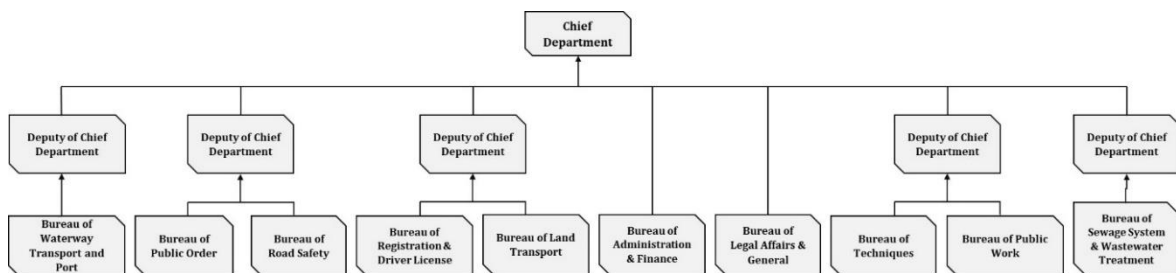 Chief
Department
Deputy of Chief
Department
Deputy of Chief
Department
Deputy of Chief
Department
Deputy of Chief
Department
Deputy of Chief
Department
Bureau of
Waterway
Transport and
Port
Bureau of
Public Order
Bureau of
Road Safety
Bureau of
Registration &
Driver License
Bureau of Land
Transport
Bureau of
Administration
& Finance
Bureau of
Legal Affairs &
General
Bureau of
Techniques
Bureau of Public
Work
Bureau of
Sewage System
& Wastewater
Treatment